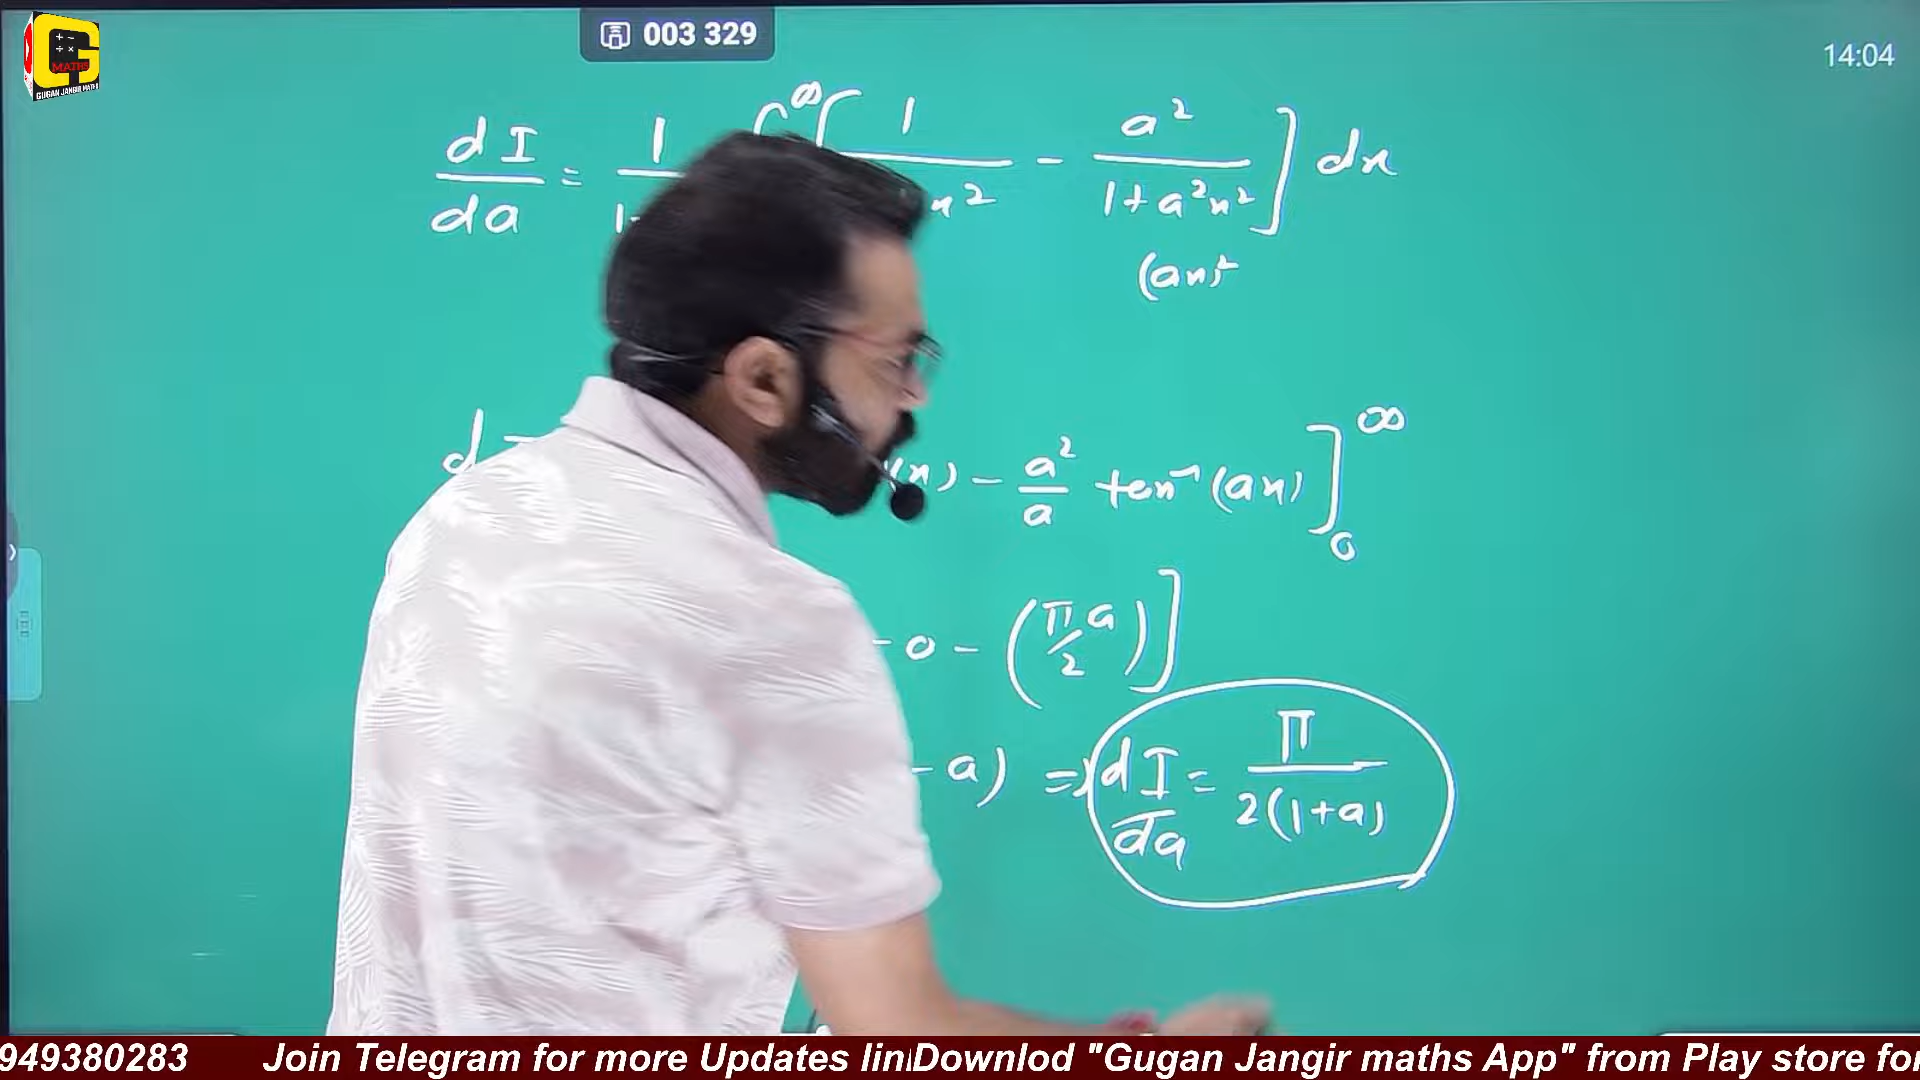 MATHS
GUGAN JANGIR MATHS
003 329
14:04
dI/da = 1 ∞ [ 1 x² - a²/1+a²x² ] dx
(ax)²
(x) - a²/a tan⁻¹(ax) ]₀^∞
- 0 - (π/2 a) ]
- a) => dI/da = π/2(1+a)
949380283 Join Telegram for more Updates lin Downlod "Gugan Jangir maths App" from Play store for